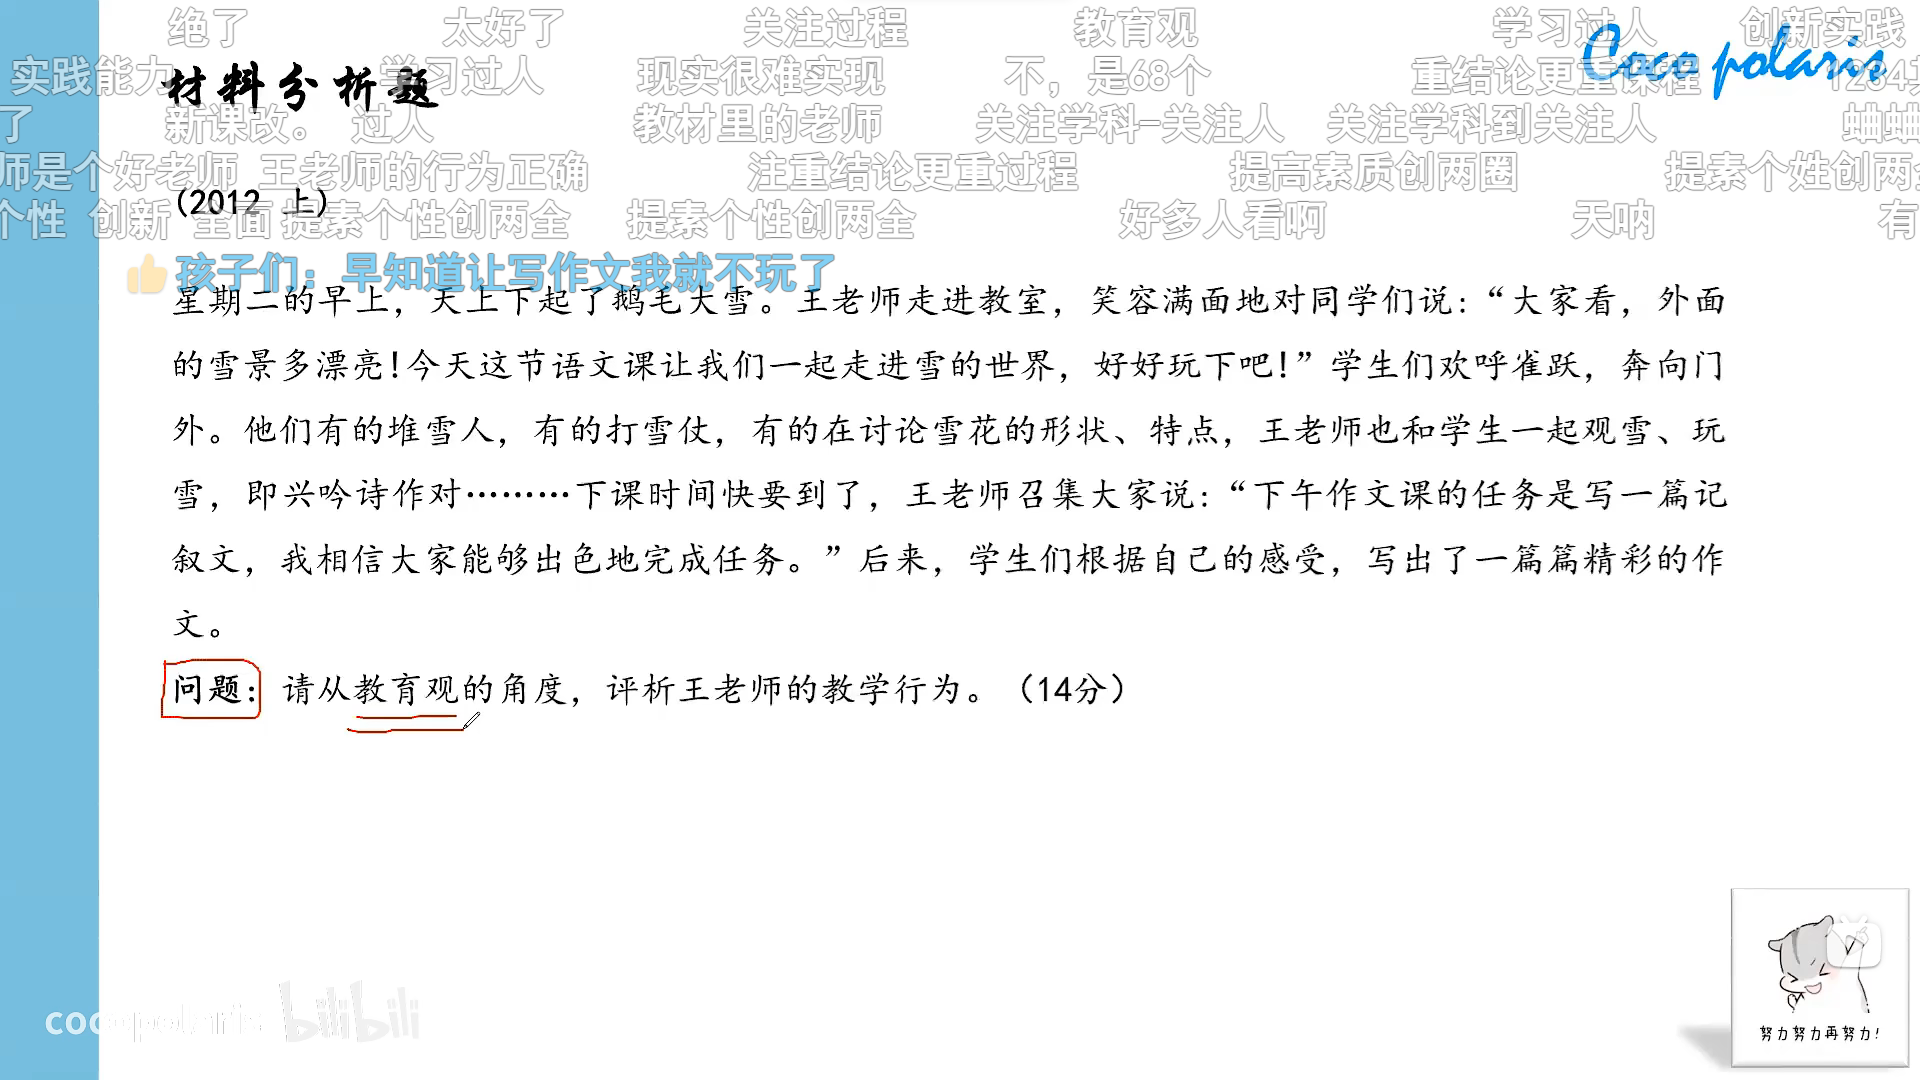 绝了 太好了 关注过程 教育观 学习过人 创新实践
实践能力 学习过人 现实很难实现 不，是68个 重结论更重课程
材料分析题
Coco polaris
了 新课改。 过人 教材里的老师 关注学科-关注人 关注学科到关注人
师是个好老师 王老师的行为正确 注重结论更重过程 提高素质创两圈 提素个姓创两全
(2012 上)
个性 创新 全面 提素个性创两全 提素个性创两全 好多人看啊 天呐 有
👍孩子们：早知道让写作文我就不玩了
星期二的早上，天上下起了鹅毛大雪。王老师走进教室，笑容满面地对同学们说:“大家看，外面
的雪景多漂亮!今天这节语文课让我们一起走进雪的世界，好好玩下吧!”学生们欢呼雀跃，奔向门
外。他们有的堆雪人，有的打雪仗，有的在讨论雪花的形状、特点，王老师也和学生一起观雪、玩
雪，即兴吟诗作对………下课时间快要到了，王老师召集大家说:“下午作文课的任务是写一篇记
叙文，我相信大家能够出色地完成任务。”后来，学生们根据自己的感受，写出了一篇篇精彩的作
文。
问题: 请从教育观的角度，评析王老师的教学行为。（14分）
cocopolaris bilibili
努力努力再努力!